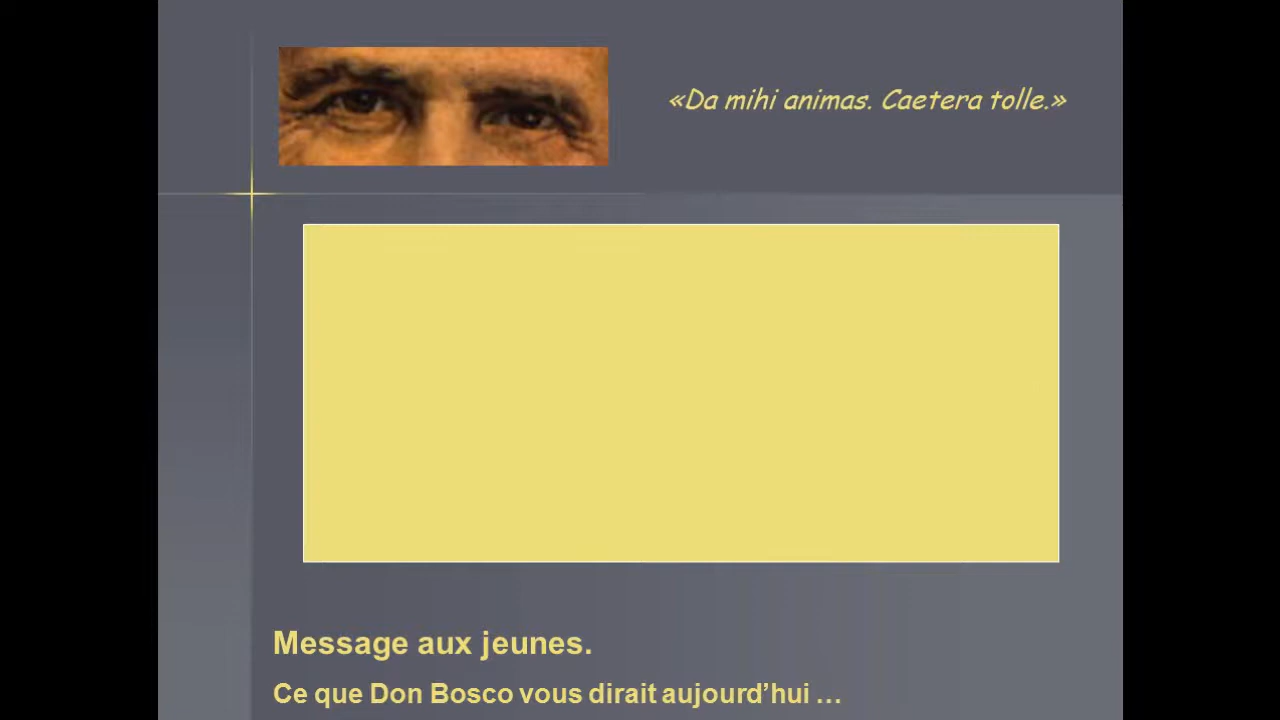 «Da mihi animas. Caetera tolle.»
Message aux jeunes.
Ce que Don Bosco vous dirait aujourd’hui …